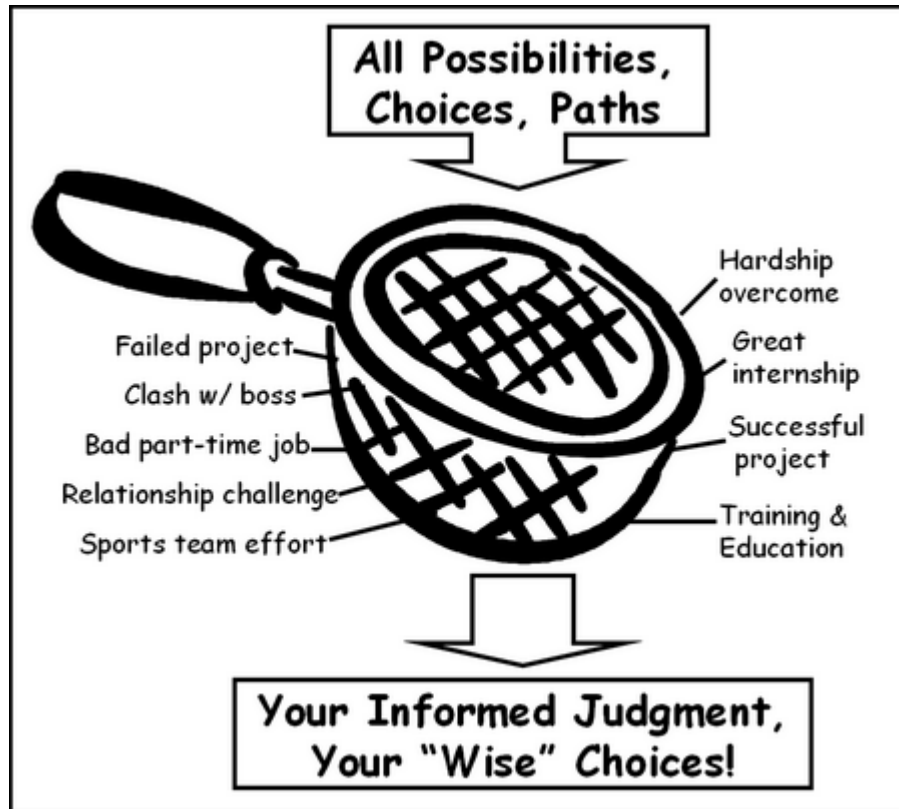 All Possibilities,
Choices, Paths
Hardship
overcome
Failed project
Great
internship
Clash w/ boss
Bad part-time job
Successful
project
Relationship challenge
Sports team effort
Training &
Education
Your Informed Judgment,
Your “Wise” Choices!